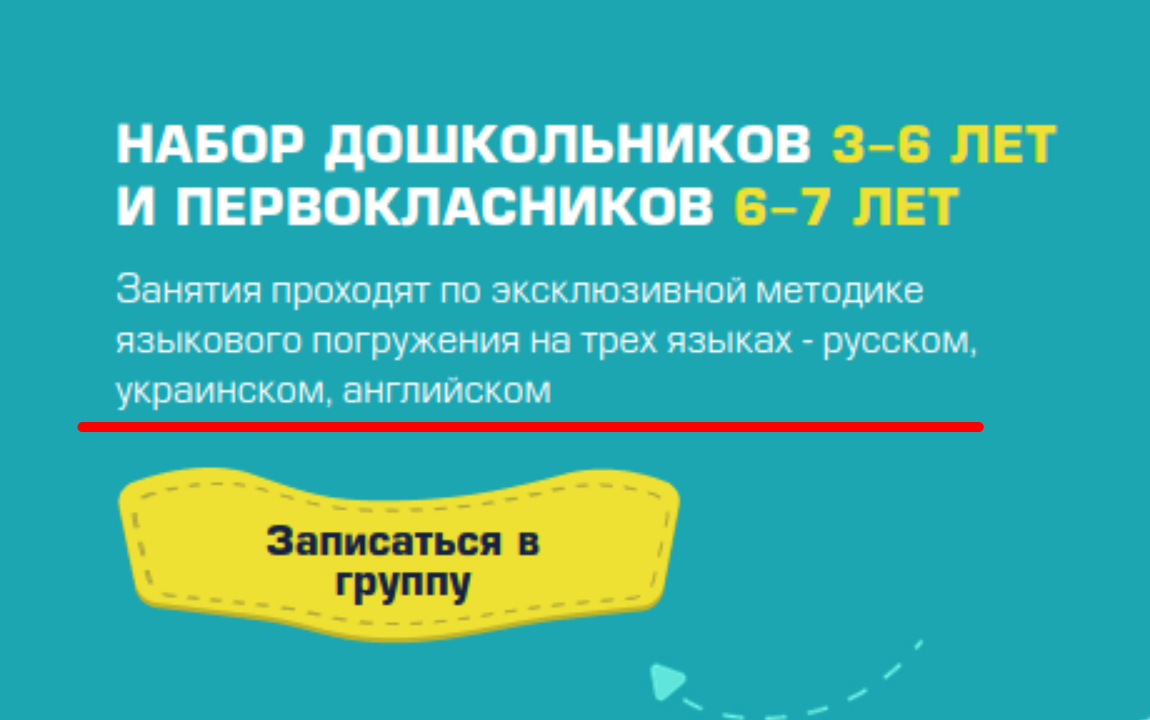 НАБОР ДОШКОЛЬНИКОВ 3–6 ЛЕТ
И ПЕРВОКЛАСНИКОВ 6–7 ЛЕТ
Занятия проходят по эксклюзивной методике
языкового погружения на трех языках - русском,
украинском, английском
Записаться в
группу